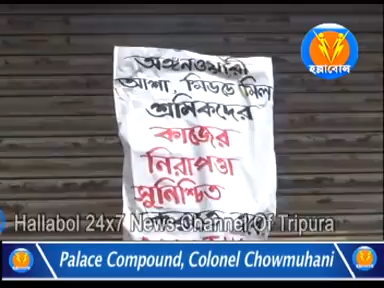 হল্লাবোল
অঙ্গনওয়ারী
আশা, মিডডে মিল
শ্রমিকদের
কাজের
নিরাপত্তা
সুনিশ্চিত
Hallabol 24x7 News Channel Of Tripura
Palace Compound, Colonel Chowmuhani